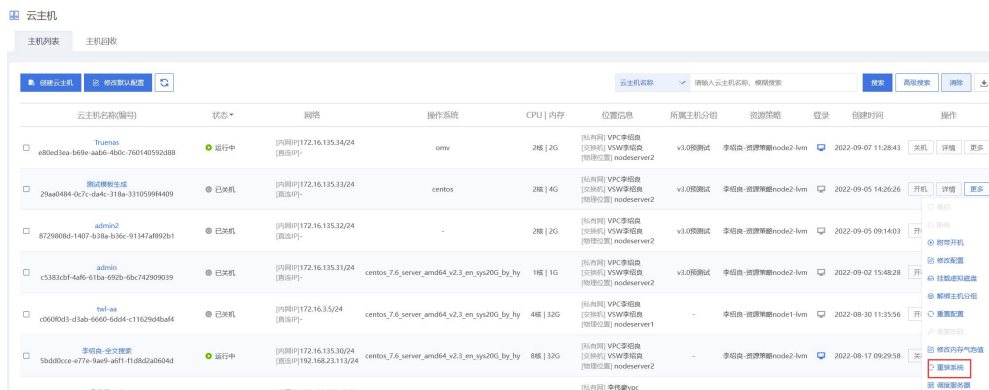 云主机
主机列表 主机回收
创建云主机 修改默认配置 云主机名称 请输入云主机名称，模糊搜索 搜索 高级搜索 清除
云主机名称(编号) 状态 网络 操作系统 CPU | 内存 位置信息 所属主机分组 资源策略 登录 创建时间 操作
Truenas
e80ed3ea-b69e-aab6-4b0c-760140592d88
运行中
[内网IP]172.16.135.34/24
[直连IP]-
omv 2核 | 2G
[私有网] VPC李绍良
[交换机] VSW李绍良
[物理位置] nodeserver2
v3.0预测试 李绍良-资源策略node2-lvm 2022-09-07 11:28:43 关机 详情 更多
测试模板生成
29aa0484-0c7c-da4c-318a-3310599f4409
已关机
[内网IP]172.16.135.33/24
[直连IP]-
centos 2核 | 4G
[私有网] VPC李绍良
[交换机] VSW李绍良
[物理位置] nodeserver2
v3.0预测试 李绍良-资源策略node2-lvm 2022-09-05 14:26:26 开机 详情 更多
admin2
8729808d-1407-b38a-b36c-91347af892b1
已关机
[内网IP]172.16.135.32/24
[直连IP]-
- 2核 | 2G
[私有网] VPC李绍良
[交换机] VSW李绍良
[物理位置] nodeserver2
v3.0预测试 李绍良-资源策略node2-lvm 2022-09-05 09:14:03 开
admin
c5383cbf-4af6-61ba-692b-6bc742909039
已关机
[内网IP]172.16.135.31/24
[直连IP]-
centos_7.6_server_amd64_v2.3_en_sys20G_by_hy 1核 | 1G
[私有网] VPC李绍良
[交换机] VSW李绍良
[物理位置] nodeserver2
v3.0预测试 李绍良-资源策略node2-lvm 2022-09-02 15:48:28 开
twl-aa
c060f0d3-d3ab-6660-6dd4-c11629d4baf4
已关机
[内网IP]172.16.3.5/24
[直连IP]-
centos_7.6_server_amd64_v2.3_en_sys20G_by_hy 4核 | 32G
[私有网] VPC李绍良
[交换机] VSW李绍良
[物理位置] nodeserver1
- 李绍良-资源策略node1-lvm 2022-08-30 11:35:56 开
李绍良-全文搜索
5bdd0cce-e77e-9ae9-a6f1-f1d8d2a0604d
运行中
[内网IP]172.16.135.30/24
[直连IP]192.168.23.113/24
centos_7.6_server_amd64_v2.3_en_sys20G_by_hy 8核 | 32G
[私有网] VPC李绍良
[交换机] VSW李绍良
[物理位置] nodeserver2
- 李绍良-资源策略node2-lvm 2022-08-17 09:29:58 关
附带开机
修改配置
挂载虚拟磁盘
解绑主机分组
重置配置
修改内存气泡值
重装系统
调度服务器
[私有网] 李伟豪vpc